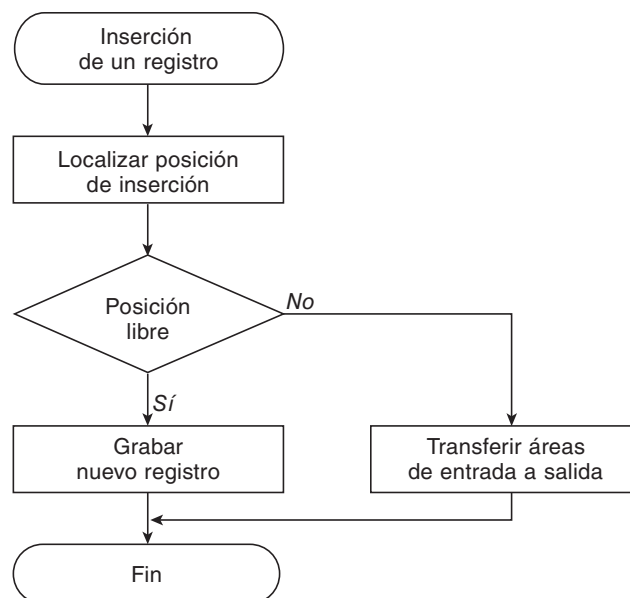 Inserción
de un registro
Localizar posición
de inserción
Posición
libre
No
Sí
Grabar
nuevo registro
Transferir áreas
de entrada a salida
Fin